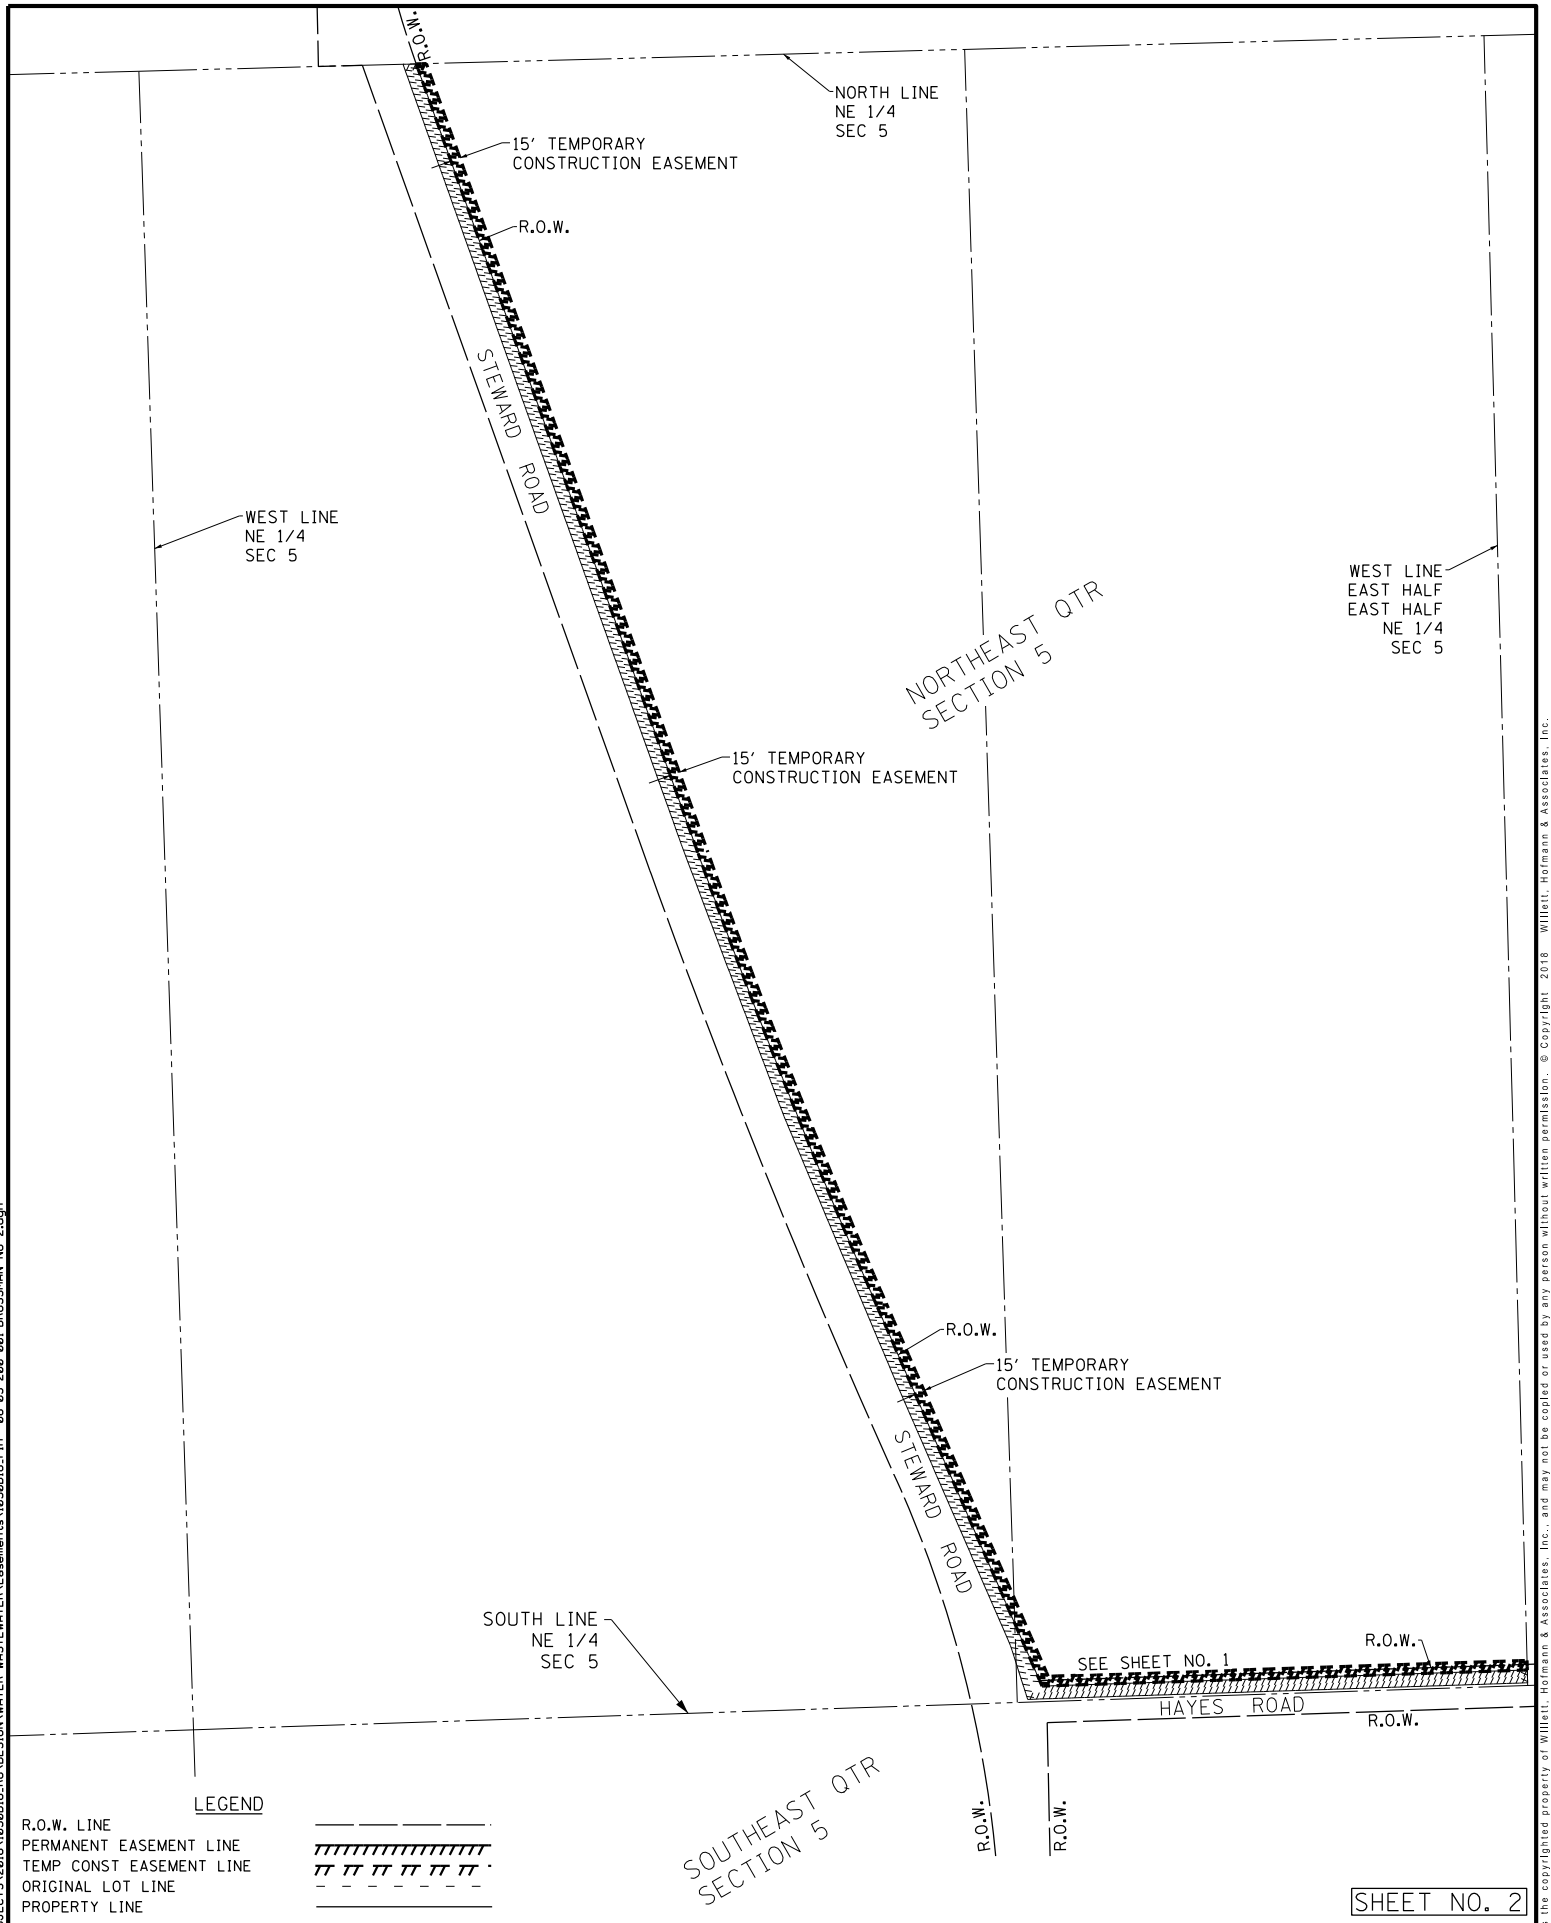 R.O.W.
NORTH LINE
NE 1/4
SEC 5
15' TEMPORARY
CONSTRUCTION EASEMENT
R.O.W.
STEWARD ROAD
WEST LINE
NE 1/4
SEC 5
WEST LINE
EAST HALF
EAST HALF
NE 1/4
SEC 5
NORTHEAST QTR
SECTION 5
15' TEMPORARY
CONSTRUCTION EASEMENT
R.O.W.
15' TEMPORARY
CONSTRUCTION EASEMENT
STEWARD ROAD
SOUTH LINE
NE 1/4
SEC 5
SEE SHEET NO. 1
R.O.W.
HAYES ROAD
R.O.W.
SOUTHEAST QTR
SECTION 5
R.O.W.
R.O.W.
LEGEND
R.O.W. LINE
PERMANENT EASEMENT LINE
TEMP CONST EASEMENT LINE
ORIGINAL LOT LINE
PROPERTY LINE
SHEET NO. 2
the copyrighted property of Willett, Hofmann & Associates, Inc., and may not be copied or used by any person without written permission. © Copyright 2018 Willett, Hofmann & Associates, Inc.